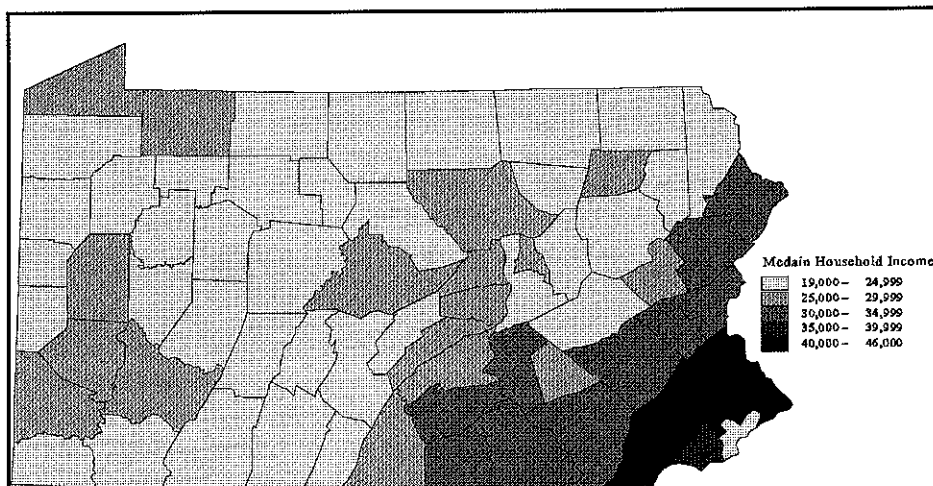 Medain Household Income
19,000 – 24,999
25,000 – 29,999
30,000 – 34,999
35,000 – 39,999
40,000 – 46,000